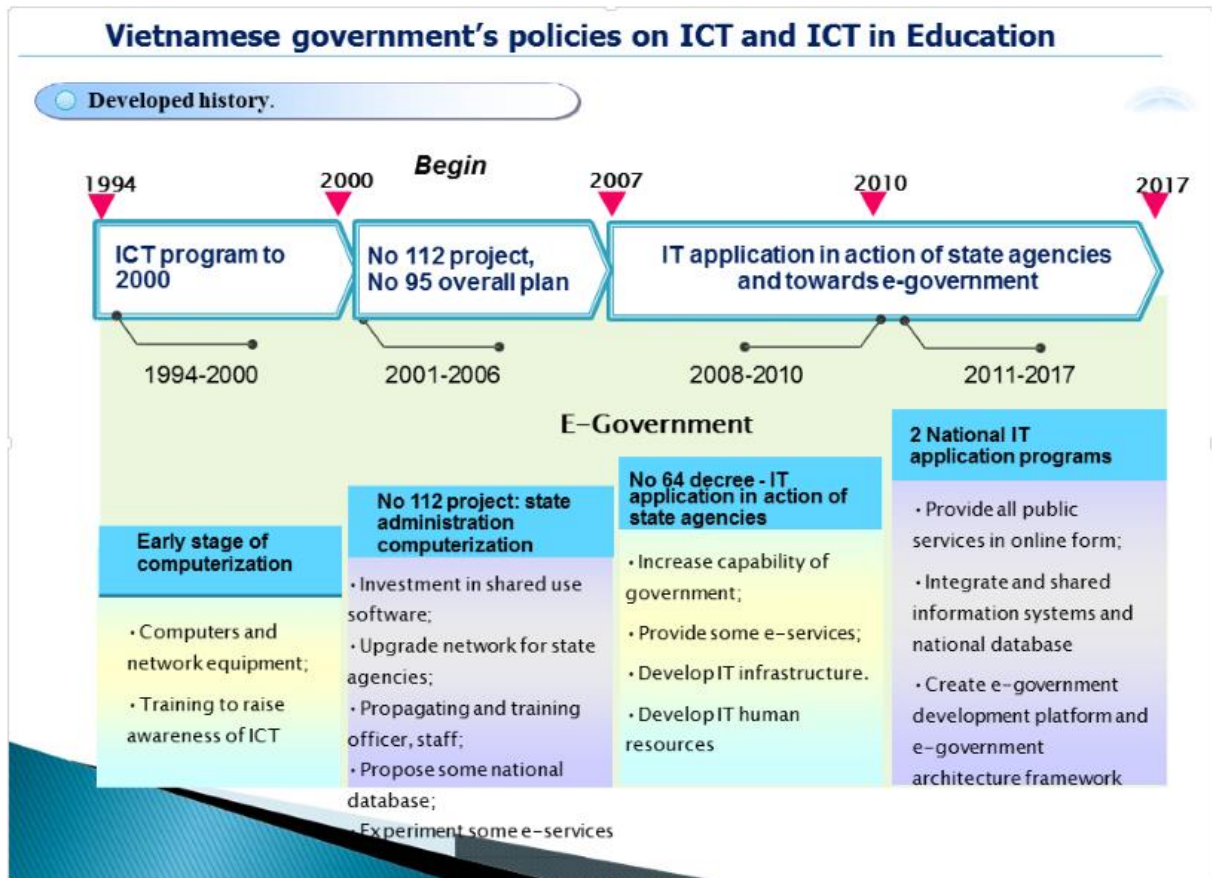 Vietnamese government’s policies on ICT and ICT in Education
Developed history.
Begin
1994
2000
2007
2010
2017
ICT program to
2000
No 112 project,
No 95 overall plan
IT application in action of state agencies
and towards e-government
1994-2000
2001-2006
2008-2010
2011-2017
E-Government
Early stage of
computerization
• Computers and
network equipment;
• Training to raise
awareness of ICT
No 112 project: state
administration
computerization
• Investment in shared use
software;
• Upgrade network for state
agencies;
• Propagating and training
officer, staff;
• Propose some national
database;
• Experiment some e-services
No 64 decree - IT
application in action of
state agencies
• Increase capability of
government;
• Provide some e-services;
• Develop IT infrastructure.
• Develop IT human
resources
2 National IT
application programs
• Provide all public
services in online form;
• Integrate and shared
information systems and
national database
• Create e-government
development platform and
e-government
architecture framework